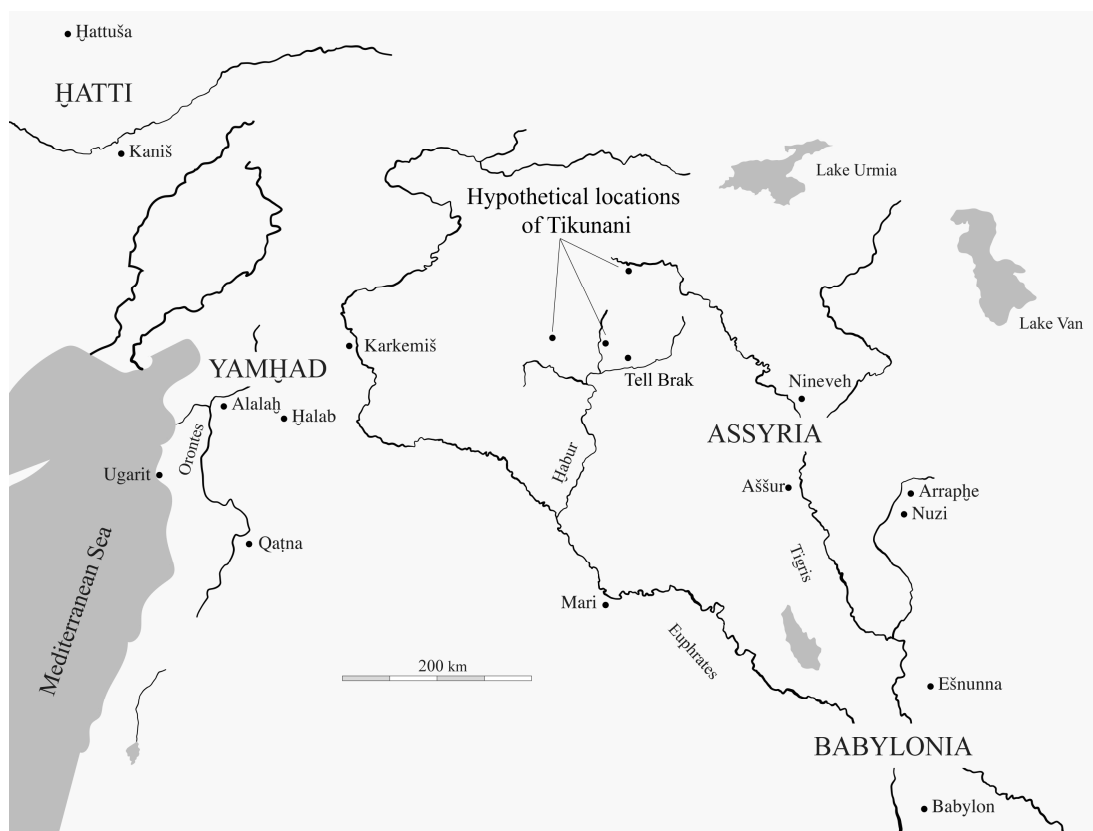 Ḫattuša
ḪATTI
Kaniš
Lake Urmia
Hypothetical locations
of Tikunani
Lake Van
Karkemiš
YAMḪAD
Tell Brak
Nineveh
Alalaḫ
Ḫalab
ASSYRIA
Orontes
Ḫabur
Ugarit
Aššur
Arrapḫe
Nuzi
Qaṭna
Tigris
Mediterranean Sea
Mari
Euphrates
200 km
Ešnunna
BABYLONIA
Babylon